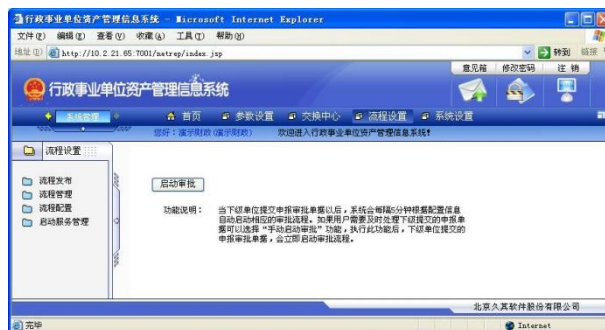 行政事业单位资产管理信息系统 - Microsoft Internet Explorer
文件(F) 编辑(E) 查看(V) 收藏(A) 工具(T) 帮助(H)
地址(D) http://10.2.21.65:7001/netrep/index.jsp 转到 链接
意见箱 修改密码 注 销
行政事业单位资产管理信息系统
系统管理 首页 参数设置 交换中心 流程设置 系统设置
您好：演示财政(演示财政) 欢迎进入行政事业单位资产管理信息系统!
流程设置
流程发布
流程管理
流程配置
启动服务管理
启动审批
功能说明： 当下级单位提交申报审批单据以后，系统会每隔5分钟根据配置信息
自动启动相应的审批流程。如果用户需要及时处理下级提交的申报单
据可以选择“手动启动审批”功能，执行此功能后，下级单位提交的
申报审批单据，会立即启动审批流程。
北京久其软件股份有限公司
完毕 Internet